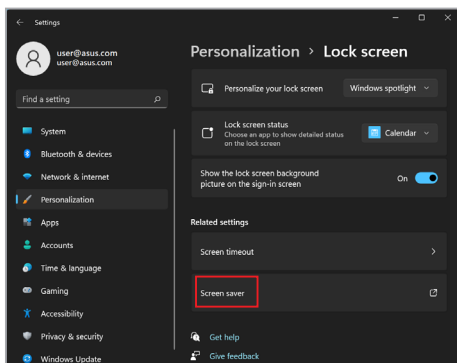 Settings
user@asus.com
user@asus.com
Find a setting
System
Bluetooth & devices
Network & internet
Personalization
Apps
Accounts
Time & language
Gaming
Accessibility
Privacy & security
Windows Update
Personalization > Lock screen
Personalize your lock screen
Windows spotlight
Lock screen status
Choose an app to show detailed status
on the lock screen
Calendar
Show the lock screen background
picture on the sign-in screen
On
Related settings
Screen timeout
Screen saver
Get help
Give feedback